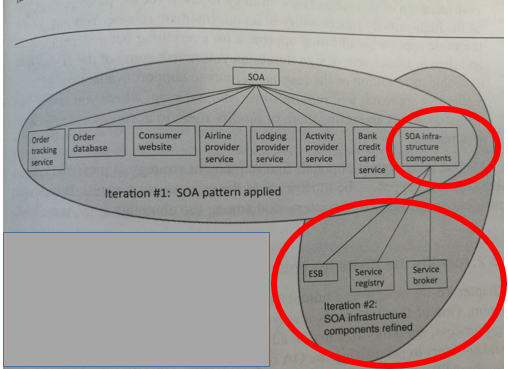 SOA
Order
tracking
service
Order
database
Consumer
website
Airline
provider
service
Lodging
provider
service
Activity
provider
service
Bank
credit
card
service
SOA infra-
structure
components
Iteration #1: SOA pattern applied
ESB
Service
registry
Service
broker
Iteration #2:
SOA infrastructure
components refined